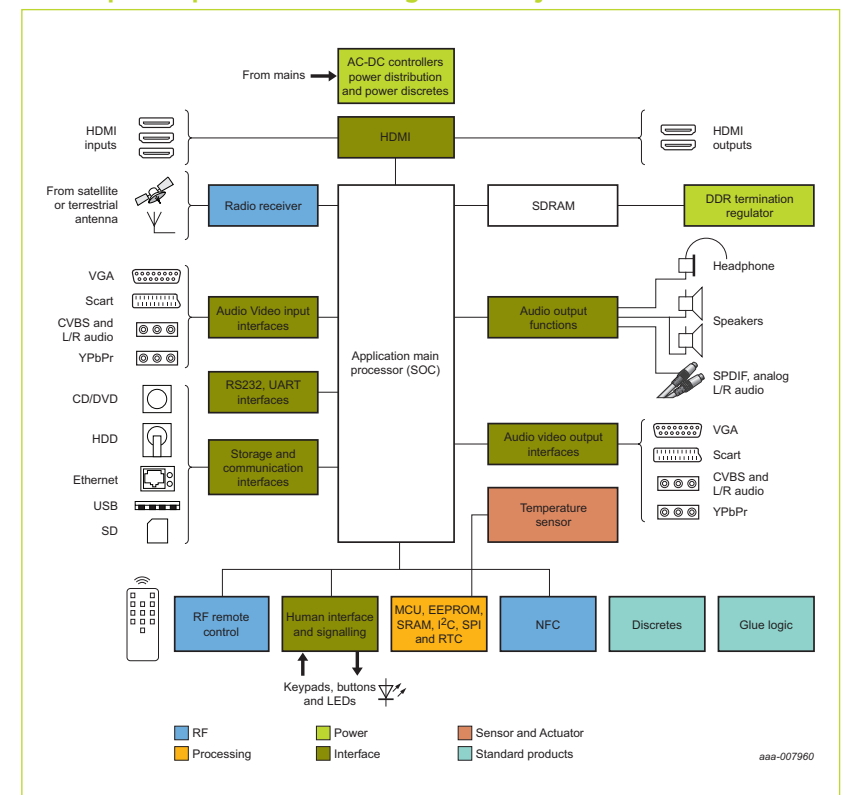 AC-DC controllers
power distribution
and power discretes
From mains
HDMI
inputs
HDMI
HDMI
outputs
From satellite
or terrestrial
antenna
Radio receiver
SDRAM
DDR termination
regulator
VGA
Scart
CVBS and
L/R audio
YPbPr
Audio Video input
interfaces
Application main
processor (SOC)
Audio output
functions
Headphone
Speakers
SPDIF, analog
L/R audio
CD/DVD
HDD
Ethernet
USB
SD
RS232, UART
interfaces
Storage and
communication
interfaces
Audio video output
interfaces
VGA
Scart
CVBS and
L/R audio
YPbPr
Temperature
sensor
RF remote
control
Human interface
and signalling
MCU, EEPROM,
SRAM, I2C, SPI
and RTC
NFC
Discretes
Glue logic
Keypads, buttons
and LEDs
RF
Power
Sensor and Actuator
Processing
Interface
Standard products
aaa-007960